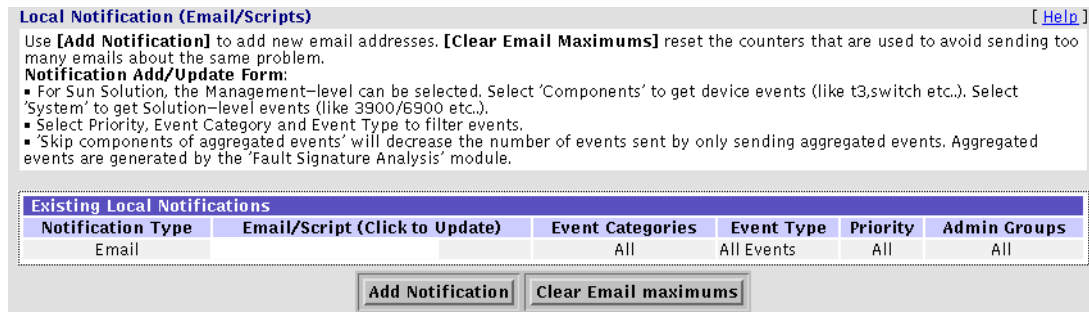 Local Notification (Email/Scripts) [ Help ]
Use [Add Notification] to add new email addresses. [Clear Email Maximums] reset the counters that are used to avoid sending too
many emails about the same problem.
Notification Add/Update Form:
▪ For Sun Solution, the Management-level can be selected. Select 'Components' to get device events (like t3,switch etc..). Select
'System' to get Solution-level events (like 3900/6900 etc..).
▪ Select Priority, Event Category and Event Type to filter events.
▪ 'Skip components of aggregated events' will decrease the number of events sent by only sending aggregated events. Aggregated
events are generated by the 'Fault Signature Analysis' module.
Existing Local Notifications
Notification Type Email/Script (Click to Update) Event Categories Event Type Priority Admin Groups
Email All All Events All All
Add Notification Clear Email maximums